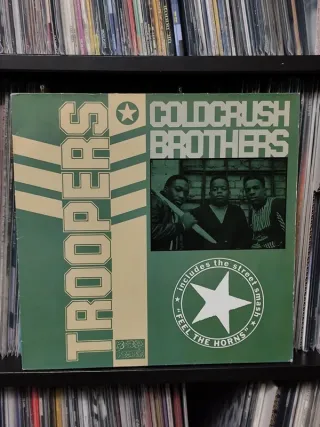 TROOPERS
COLDCRUSH
BROTHERS
includes the street smash
"FEEL THE HORNS"